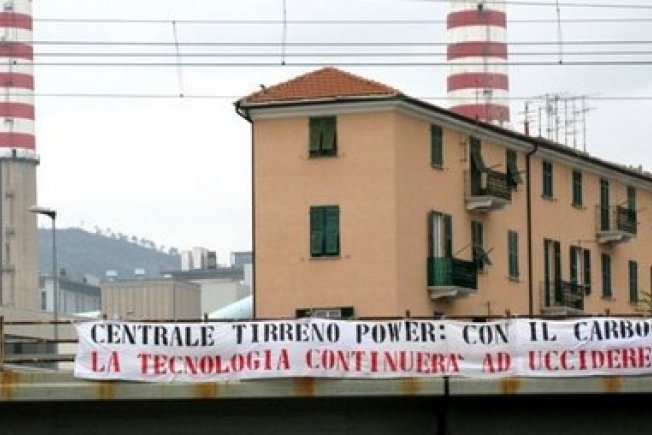 CENTRALE TIRRENO POWER: CON IL CARBO
LA TECNOLOGIA CONTINUERA' AD UCCIDERE